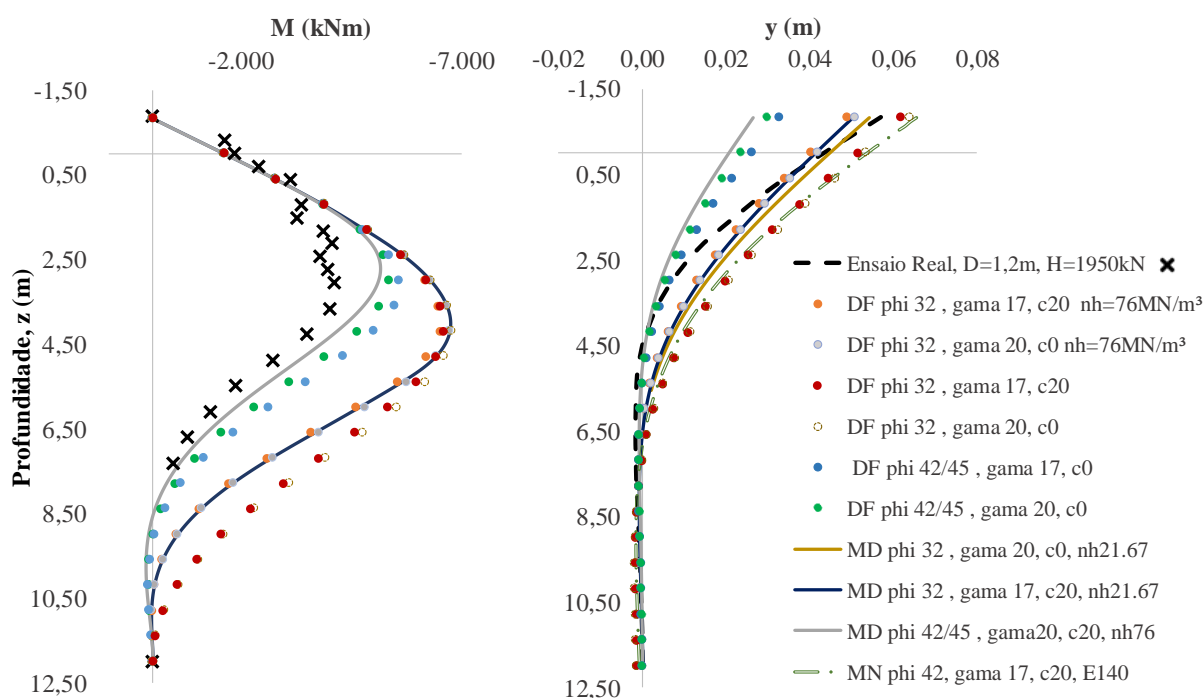 M (kNm)
-2.000
-7.000
-1,50
0,50
2,50
4,50
6,50
8,50
10,50
12,50
Profundidade, z (m)
y (m)
-0,02
0,00
0,02
0,04
0,06
0,08
-1,50
0,50
2,50
4,50
6,50
8,50
10,50
12,50
Ensaio Real, D=1,2m, H=1950kN
DF phi 32 , gama 17, c20 nh=76MN/m³
DF phi 32 , gama 20, c0 nh=76MN/m³
DF phi 32 , gama 17, c20
DF phi 32 , gama 20, c0
DF phi 42/45 , gama 17, c0
DF phi 42/45 , gama 20, c0
MD phi 32 , gama 20, c0, nh21.67
MD phi 32 , gama 17, c20, nh21.67
MD phi 42/45 , gama20, c20, nh76
MN phi 42, gama 17, c20, E140